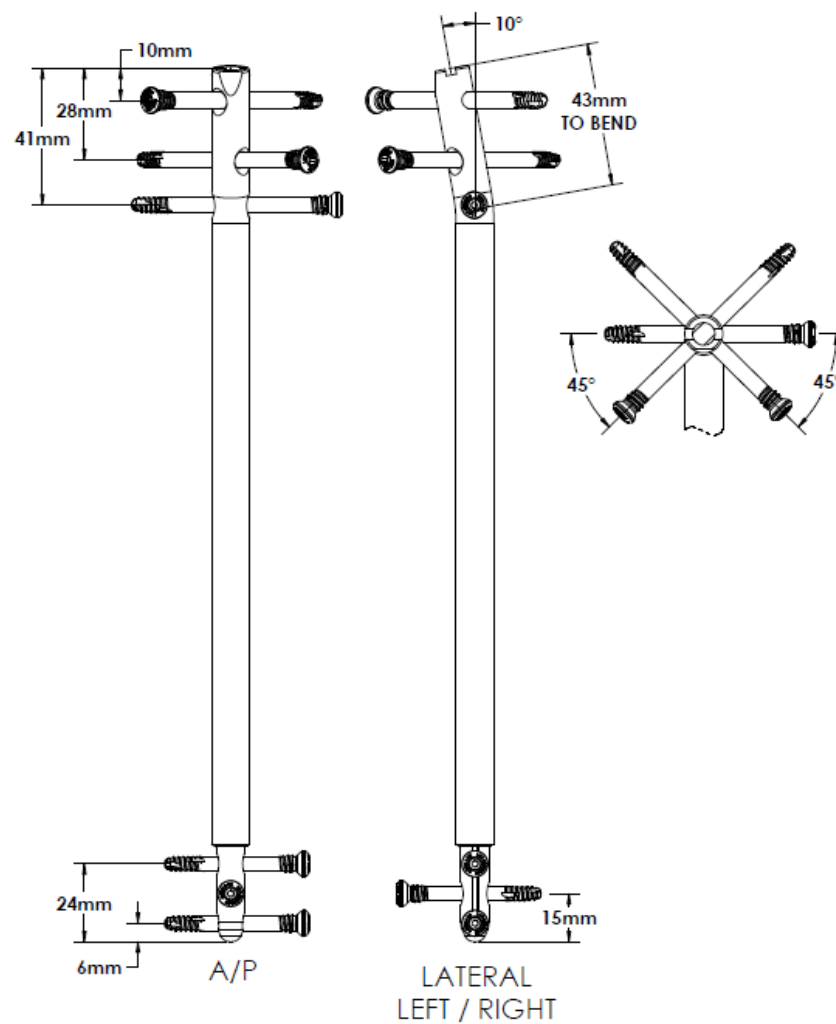 10°
10mm
28mm
41mm
43mm
TO BEND
45°
45°
24mm
6mm
15mm
A/P
LATERAL
LEFT / RIGHT